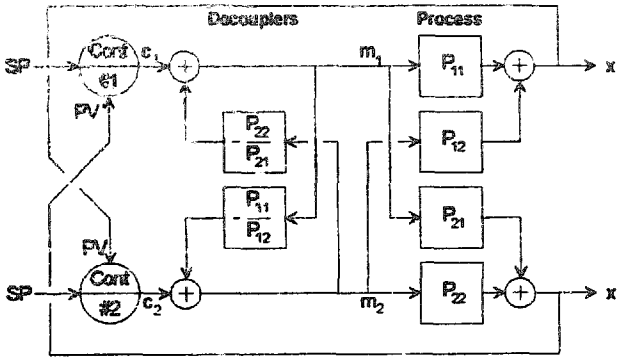 Decouplers Process
SP Cont #1 PV c1 + m1 P11 + x
- P22/P21 P12
- P11/P12 P21
PV
SP Cont #2 c2 + m2 P22 + x